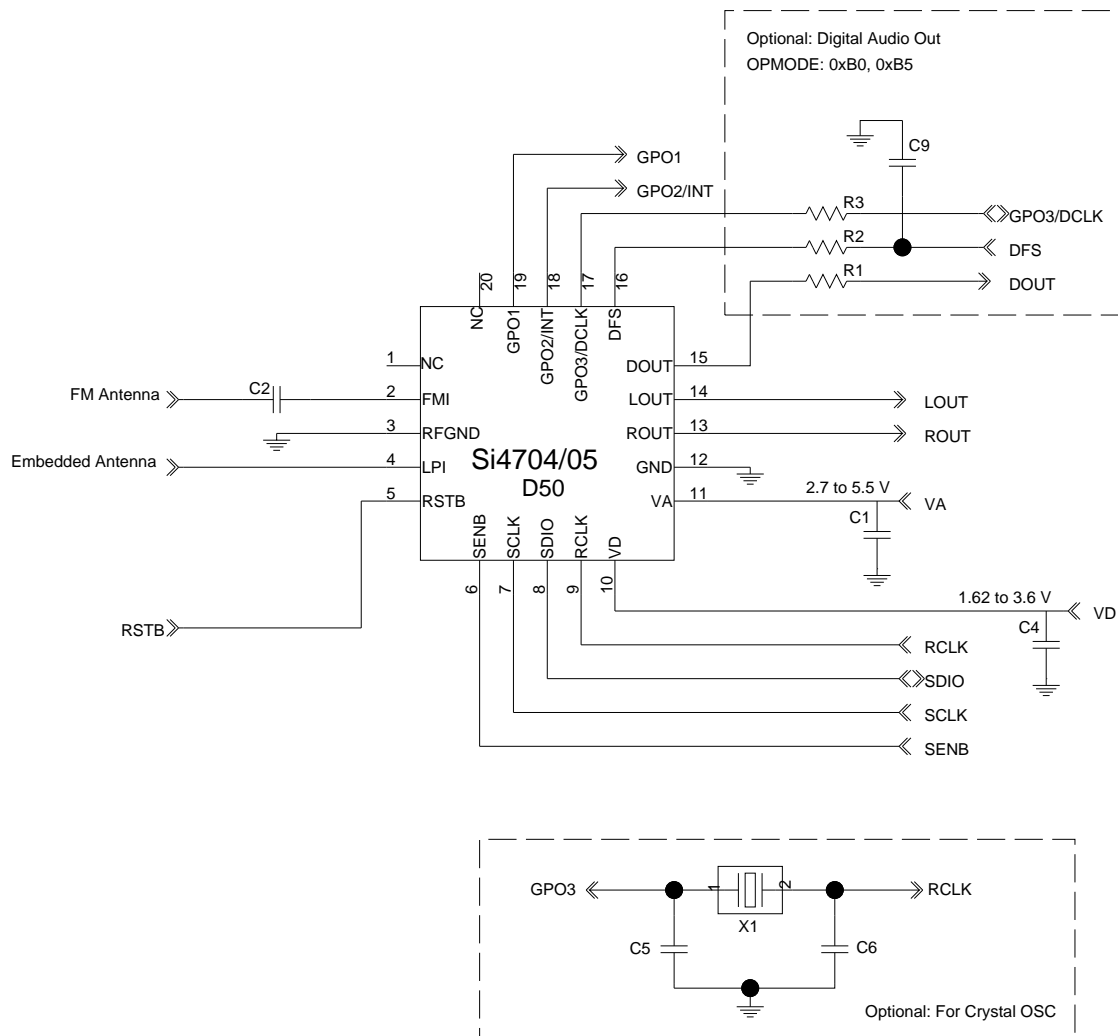 Optional: Digital Audio Out
OPMODE: 0xB0, 0xB5
C9
GPO1
GPO2/INT
R3
GPO3/DCLK
R2
DFS
R1
DOUT
20
19
18
17
16
NC
GPO1
GPO2/INT
GPO3/DCLK
DFS
1
NC
DOUT
15
FM Antenna
C2
2
FMI
LOUT
14
LOUT
3
RFGND
ROUT
13
ROUT
Embedded Antenna
4
LPI
Si4704/05
D50
GND
12
5
RSTB
VA
11
2.7 to 5.5 V
VA
C1
SENB
SCLK
SDIO
RCLK
VD
6
7
8
9
10
1.62 to 3.6 V
VD
C4
RSTB
RCLK
SDIO
SCLK
SENB
GPO3
1
2
RCLK
X1
C5
C6
Optional: For Crystal OSC